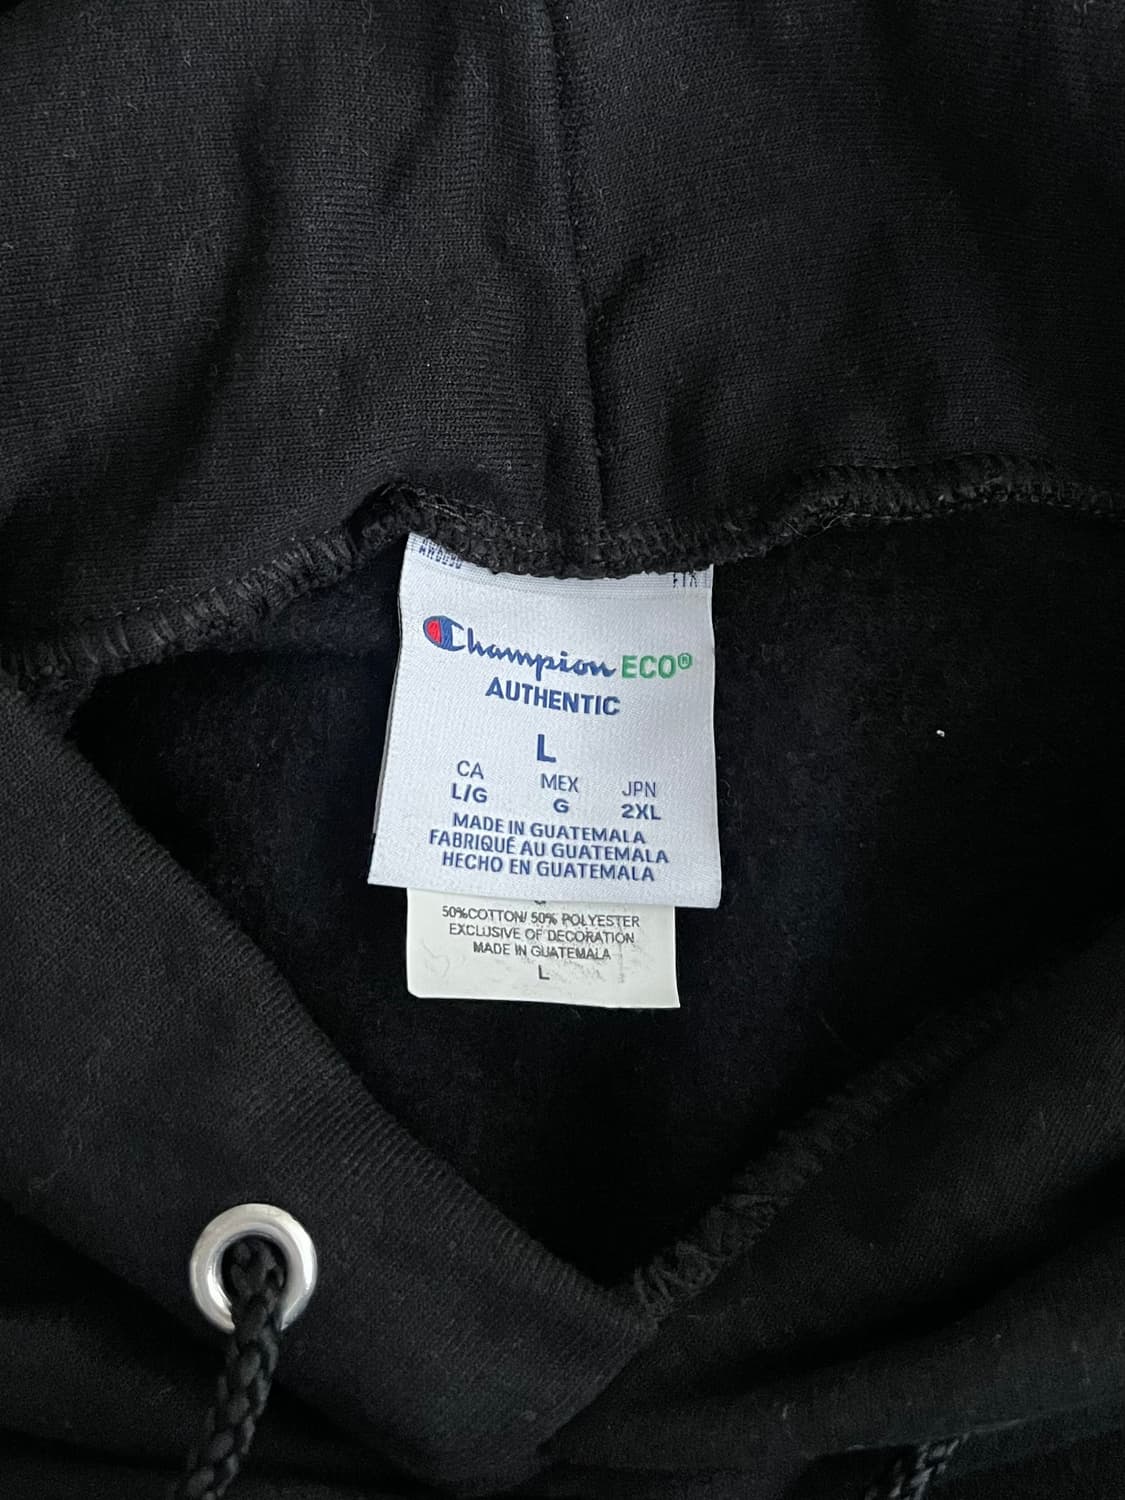 Champion ECO®
AUTHENTIC
L
CA MEX JPN
L/G G 2XL
MADE IN GUATEMALA
FABRIQUÉ AU GUATEMALA
HECHO EN GUATEMALA
50%COTTON/ 50% POLYESTER
EXCLUSIVE OF DECORATION
MADE IN GUATEMALA
L